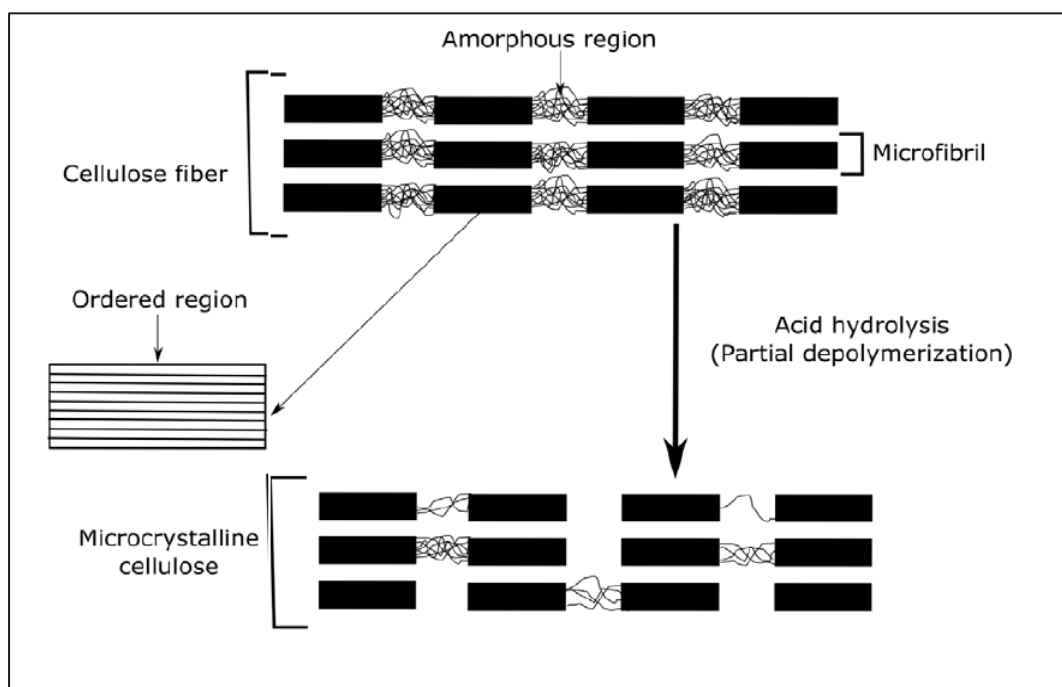 Amorphous region
Cellulose fiber
Microfibril
Ordered region
Acid hydrolysis
(Partial depolymerization)
Microcrystalline
cellulose